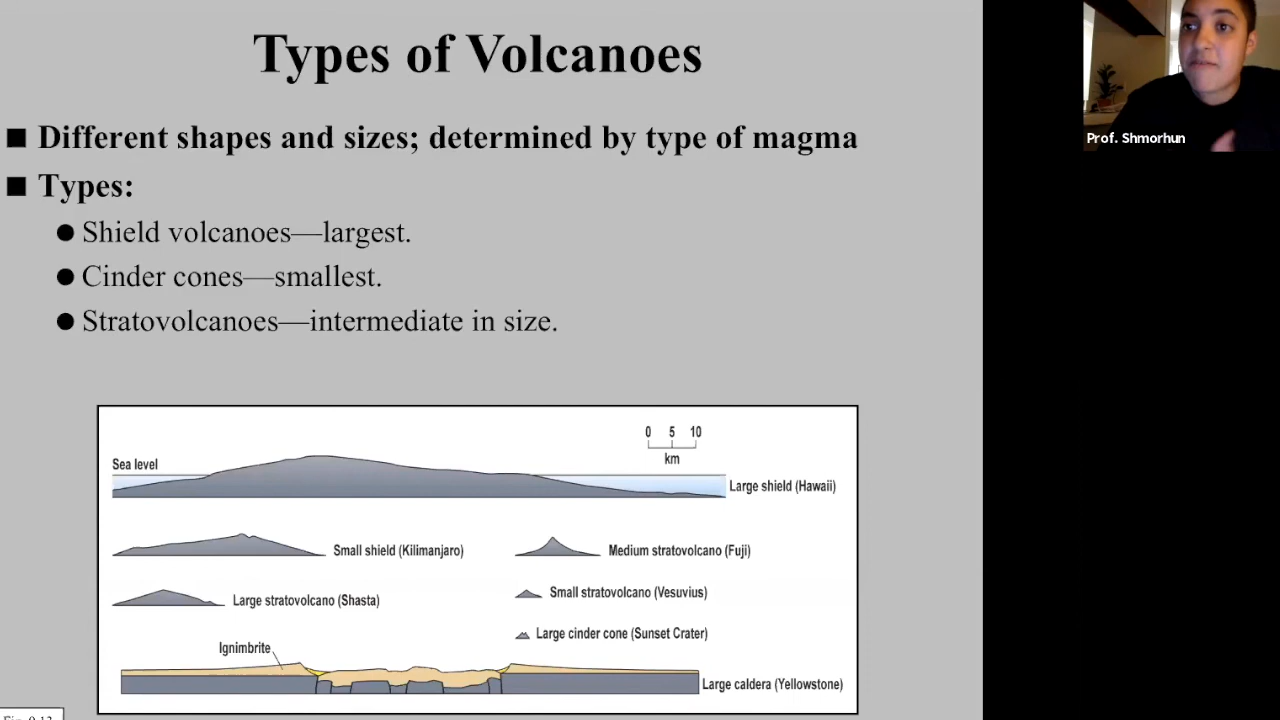 Types of Volcanoes
Prof. Shmorhun
■ Different shapes and sizes; determined by type of magma
■ Types:
● Shield volcanoes—largest.
● Cinder cones—smallest.
● Stratovolcanoes—intermediate in size.
0 5 10
km
Sea level
Large shield (Hawaii)
Small shield (Kilimanjaro)
Medium stratovolcano (Fuji)
Large stratovolcano (Shasta)
Small stratovolcano (Vesuvius)
Large cinder cone (Sunset Crater)
Ignimbrite
Large caldera (Yellowstone)